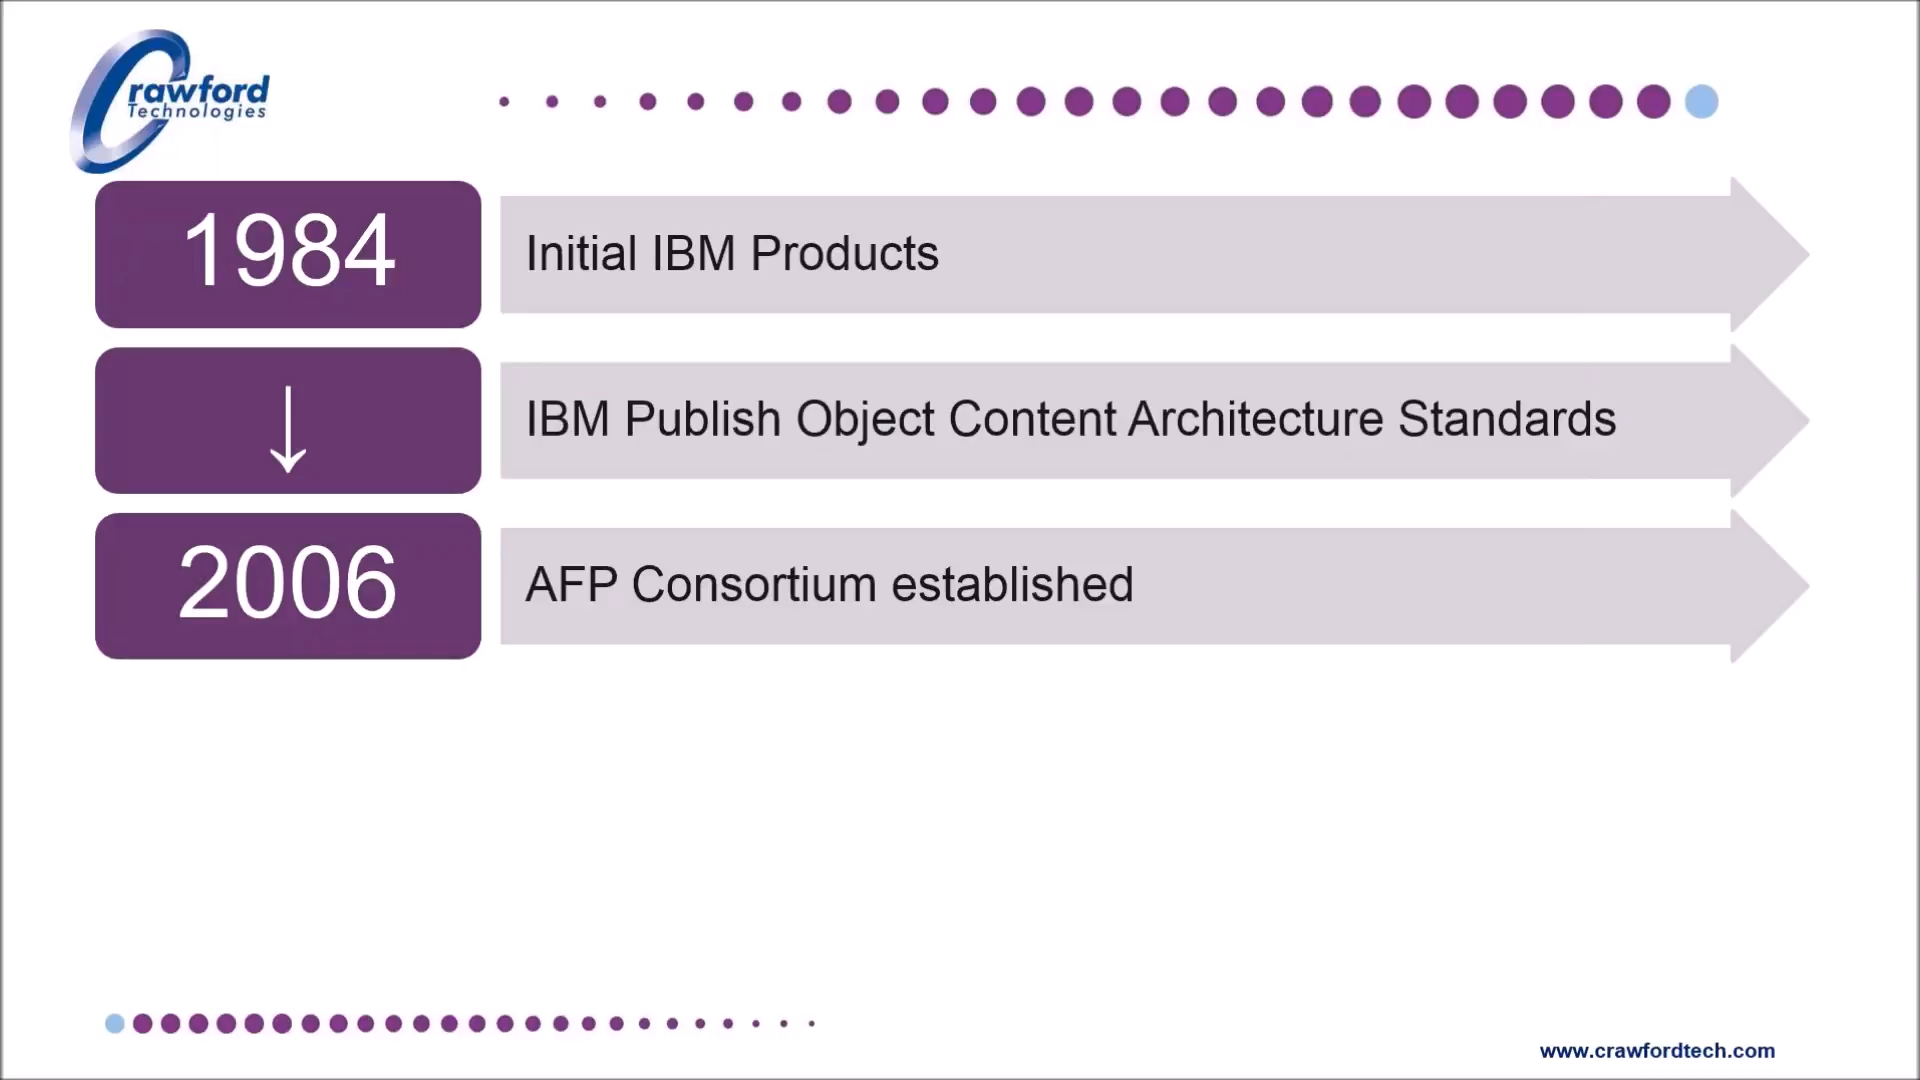 Crawford
Technologies
1984
Initial IBM Products
↓
IBM Publish Object Content Architecture Standards
2006
AFP Consortium established
www.crawfordtech.com